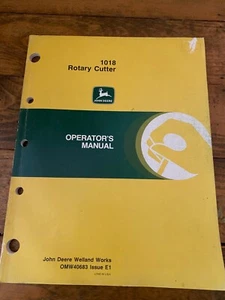 1018
Rotary Cutter
JOHN DEERE
OPERATOR'S
MANUAL
John Deere Welland Works
OMW40683 Issue E1